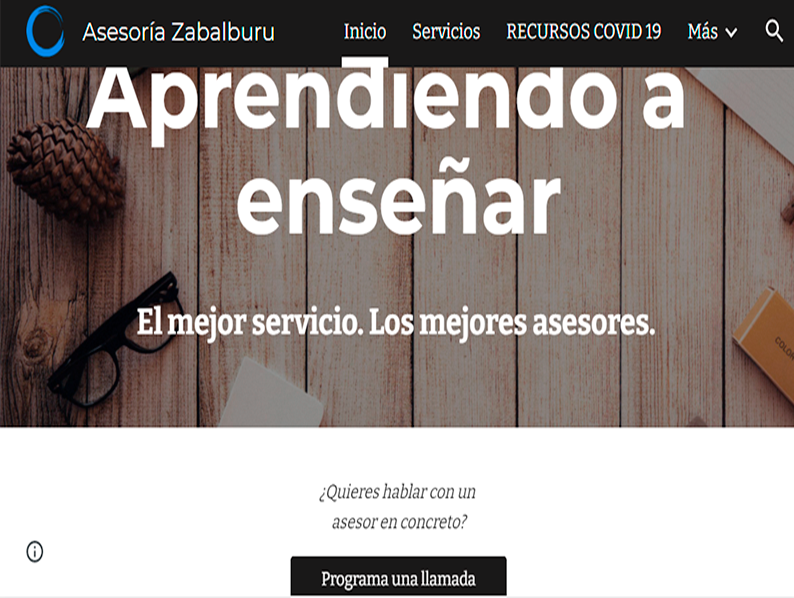 Asesoría Zabalburu
Inicio Servicios RECURSOS COVID 19 Más
Aprendiendo a
enseñar
El mejor servicio. Los mejores asesores.
¿Quieres hablar con un
asesor en concreto?
Programa una llamada